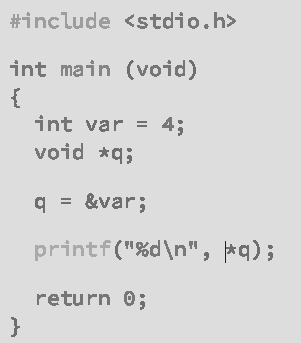 #include <stdio.h>
int main (void)
{
int var = 4;
void *q;
q = &var;
printf("%d\n", *q);
return 0;
}